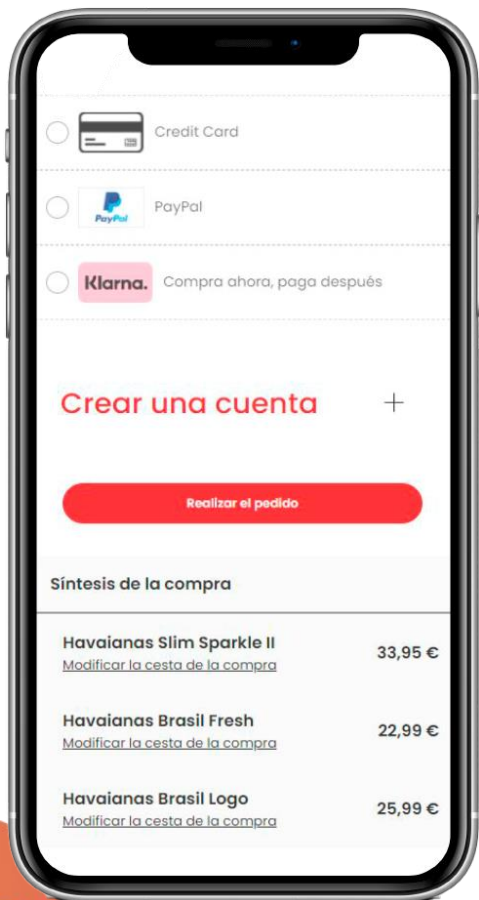 Credit Card
PayPal
PayPal
Klarna.
Compra ahora, paga después
Crear una cuenta +
Realizar el pedido
Síntesis de la compra
Havaianas Slim Sparkle II
33,95 €
Modificar la cesta de la compra
Havaianas Brasil Fresh
22,99 €
Modificar la cesta de la compra
Havaianas Brasil Logo
25,99 €
Modificar la cesta de la compra